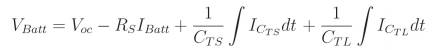 $V_{Batt} = V_{oc} - R_S I_{Batt} + \frac{1}{C_{TS}} \int I_{C_{TS}} dt + \frac{1}{C_{TL}} \int I_{C_{TL}} dt$